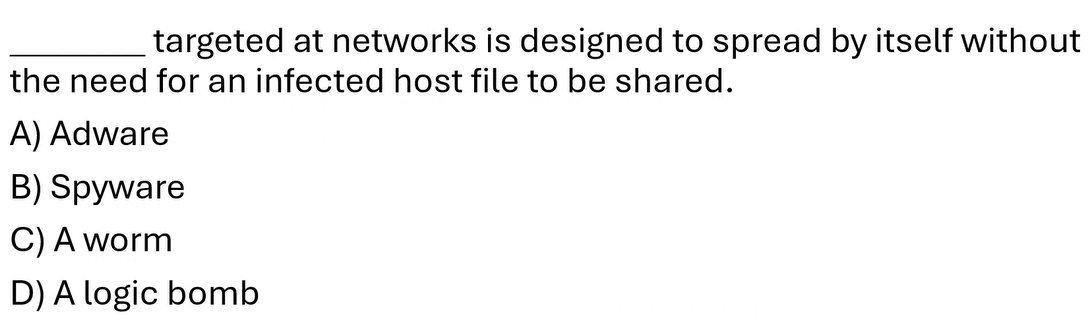 _________ targeted at networks is designed to spread by itself without
the need for an infected host file to be shared.
A) Adware
B) Spyware
C) A worm
D) A logic bomb